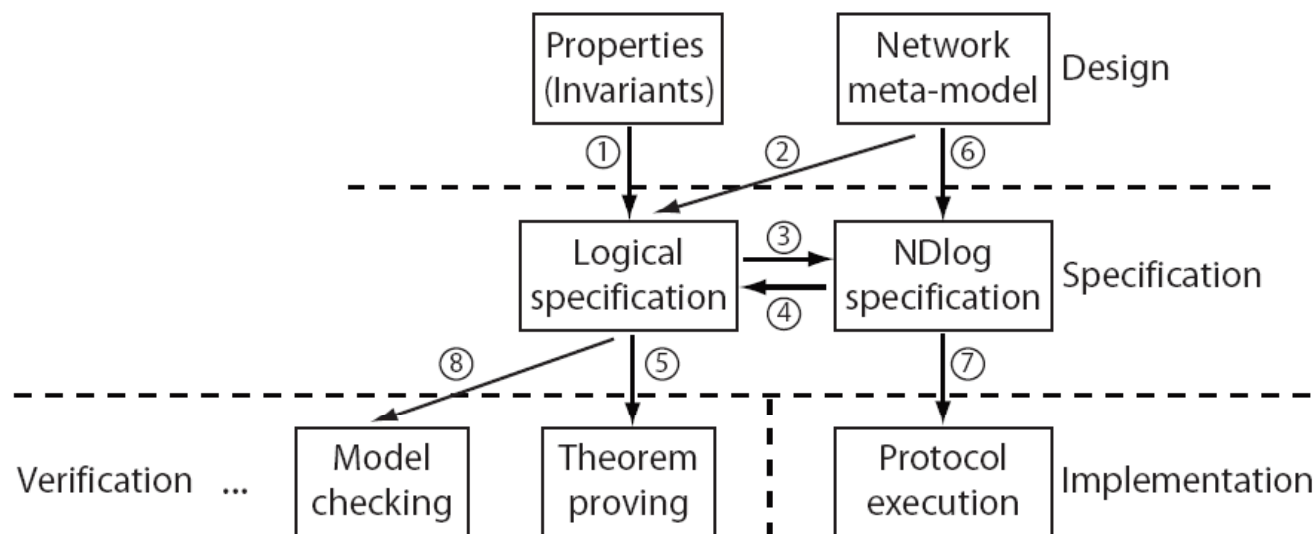 Properties
(Invariants)
Network
meta-model
Design
①
②
⑥
Logical
specification
③
④
NDlog
specification
Specification
⑧
⑤
⑦
Verification ...
Model
checking
Theorem
proving
Protocol
execution
Implementation